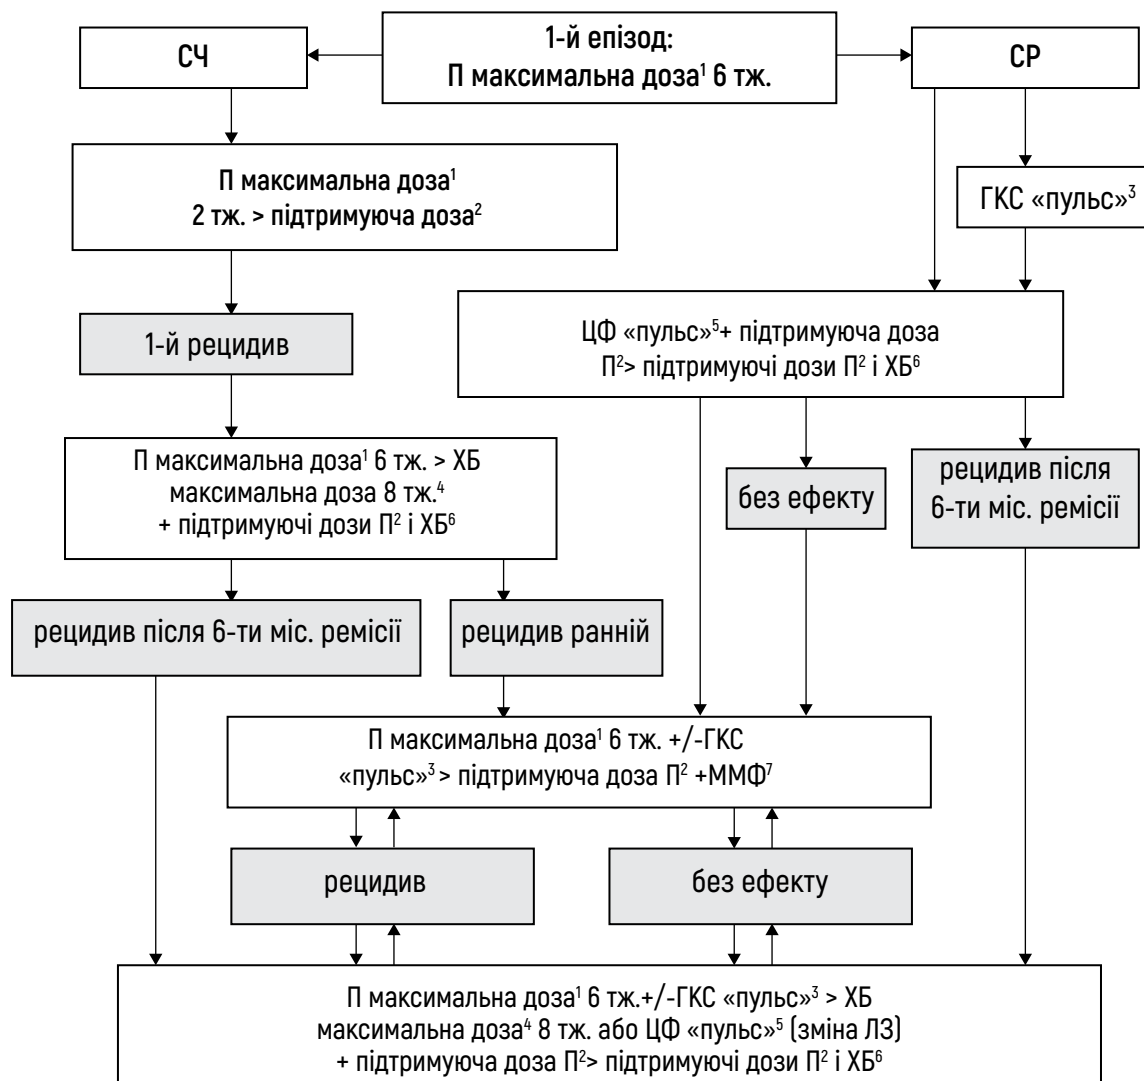 1-й епізод:
П максимальна доза¹ 6 тж.
СЧ
СР
П максимальна доза¹
2 тж. > підтримуюча доза²
ГКС «пульс»³
1-й рецидив
ЦФ «пульс»⁵+ підтримуюча доза
П²> підтримуючі дози П² і ХБ⁶
П максимальна доза¹ 6 тж. > ХБ
максимальна доза 8 тж.⁴
+ підтримуючі дози П² і ХБ⁶
без ефекту
рецидив після
6-ти міс. ремісії
рецидив після 6-ти міс. ремісії
рецидив ранній
П максимальна доза¹ 6 тж. +/-ГКС
«пульс»³ > підтримуюча доза П² +ММФ⁷
рецидив
без ефекту
П максимальна доза¹ 6 тж.+/-ГКС «пульс»³ > ХБ
максимальна доза⁴ 8 тж. або ЦФ «пульс»⁵ (зміна ЛЗ)
+ підтримуюча доза П²> підтримуючі дози П² і ХБ⁶